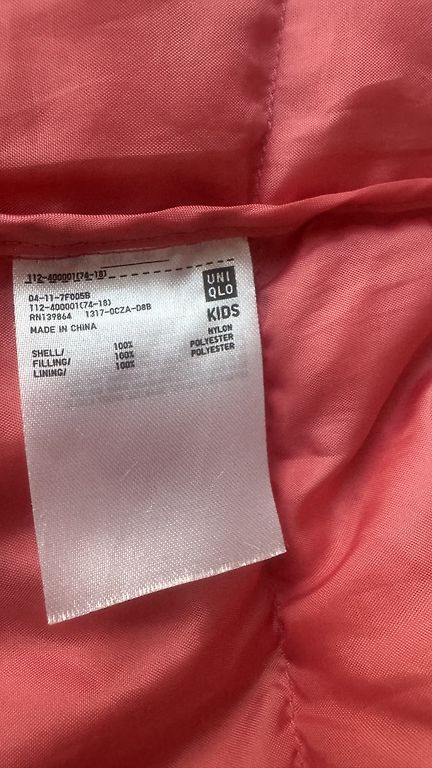 112-400001(74-18)
UNI
QLO
KIDS
04-11-7F005B
112-400001(74-18)
RN139864 1317-0CZA-08B
MADE IN CHINA
SHELL/ 100% NYLON
FILLING/ 100% POLYESTER
LINING/ 100% POLYESTER